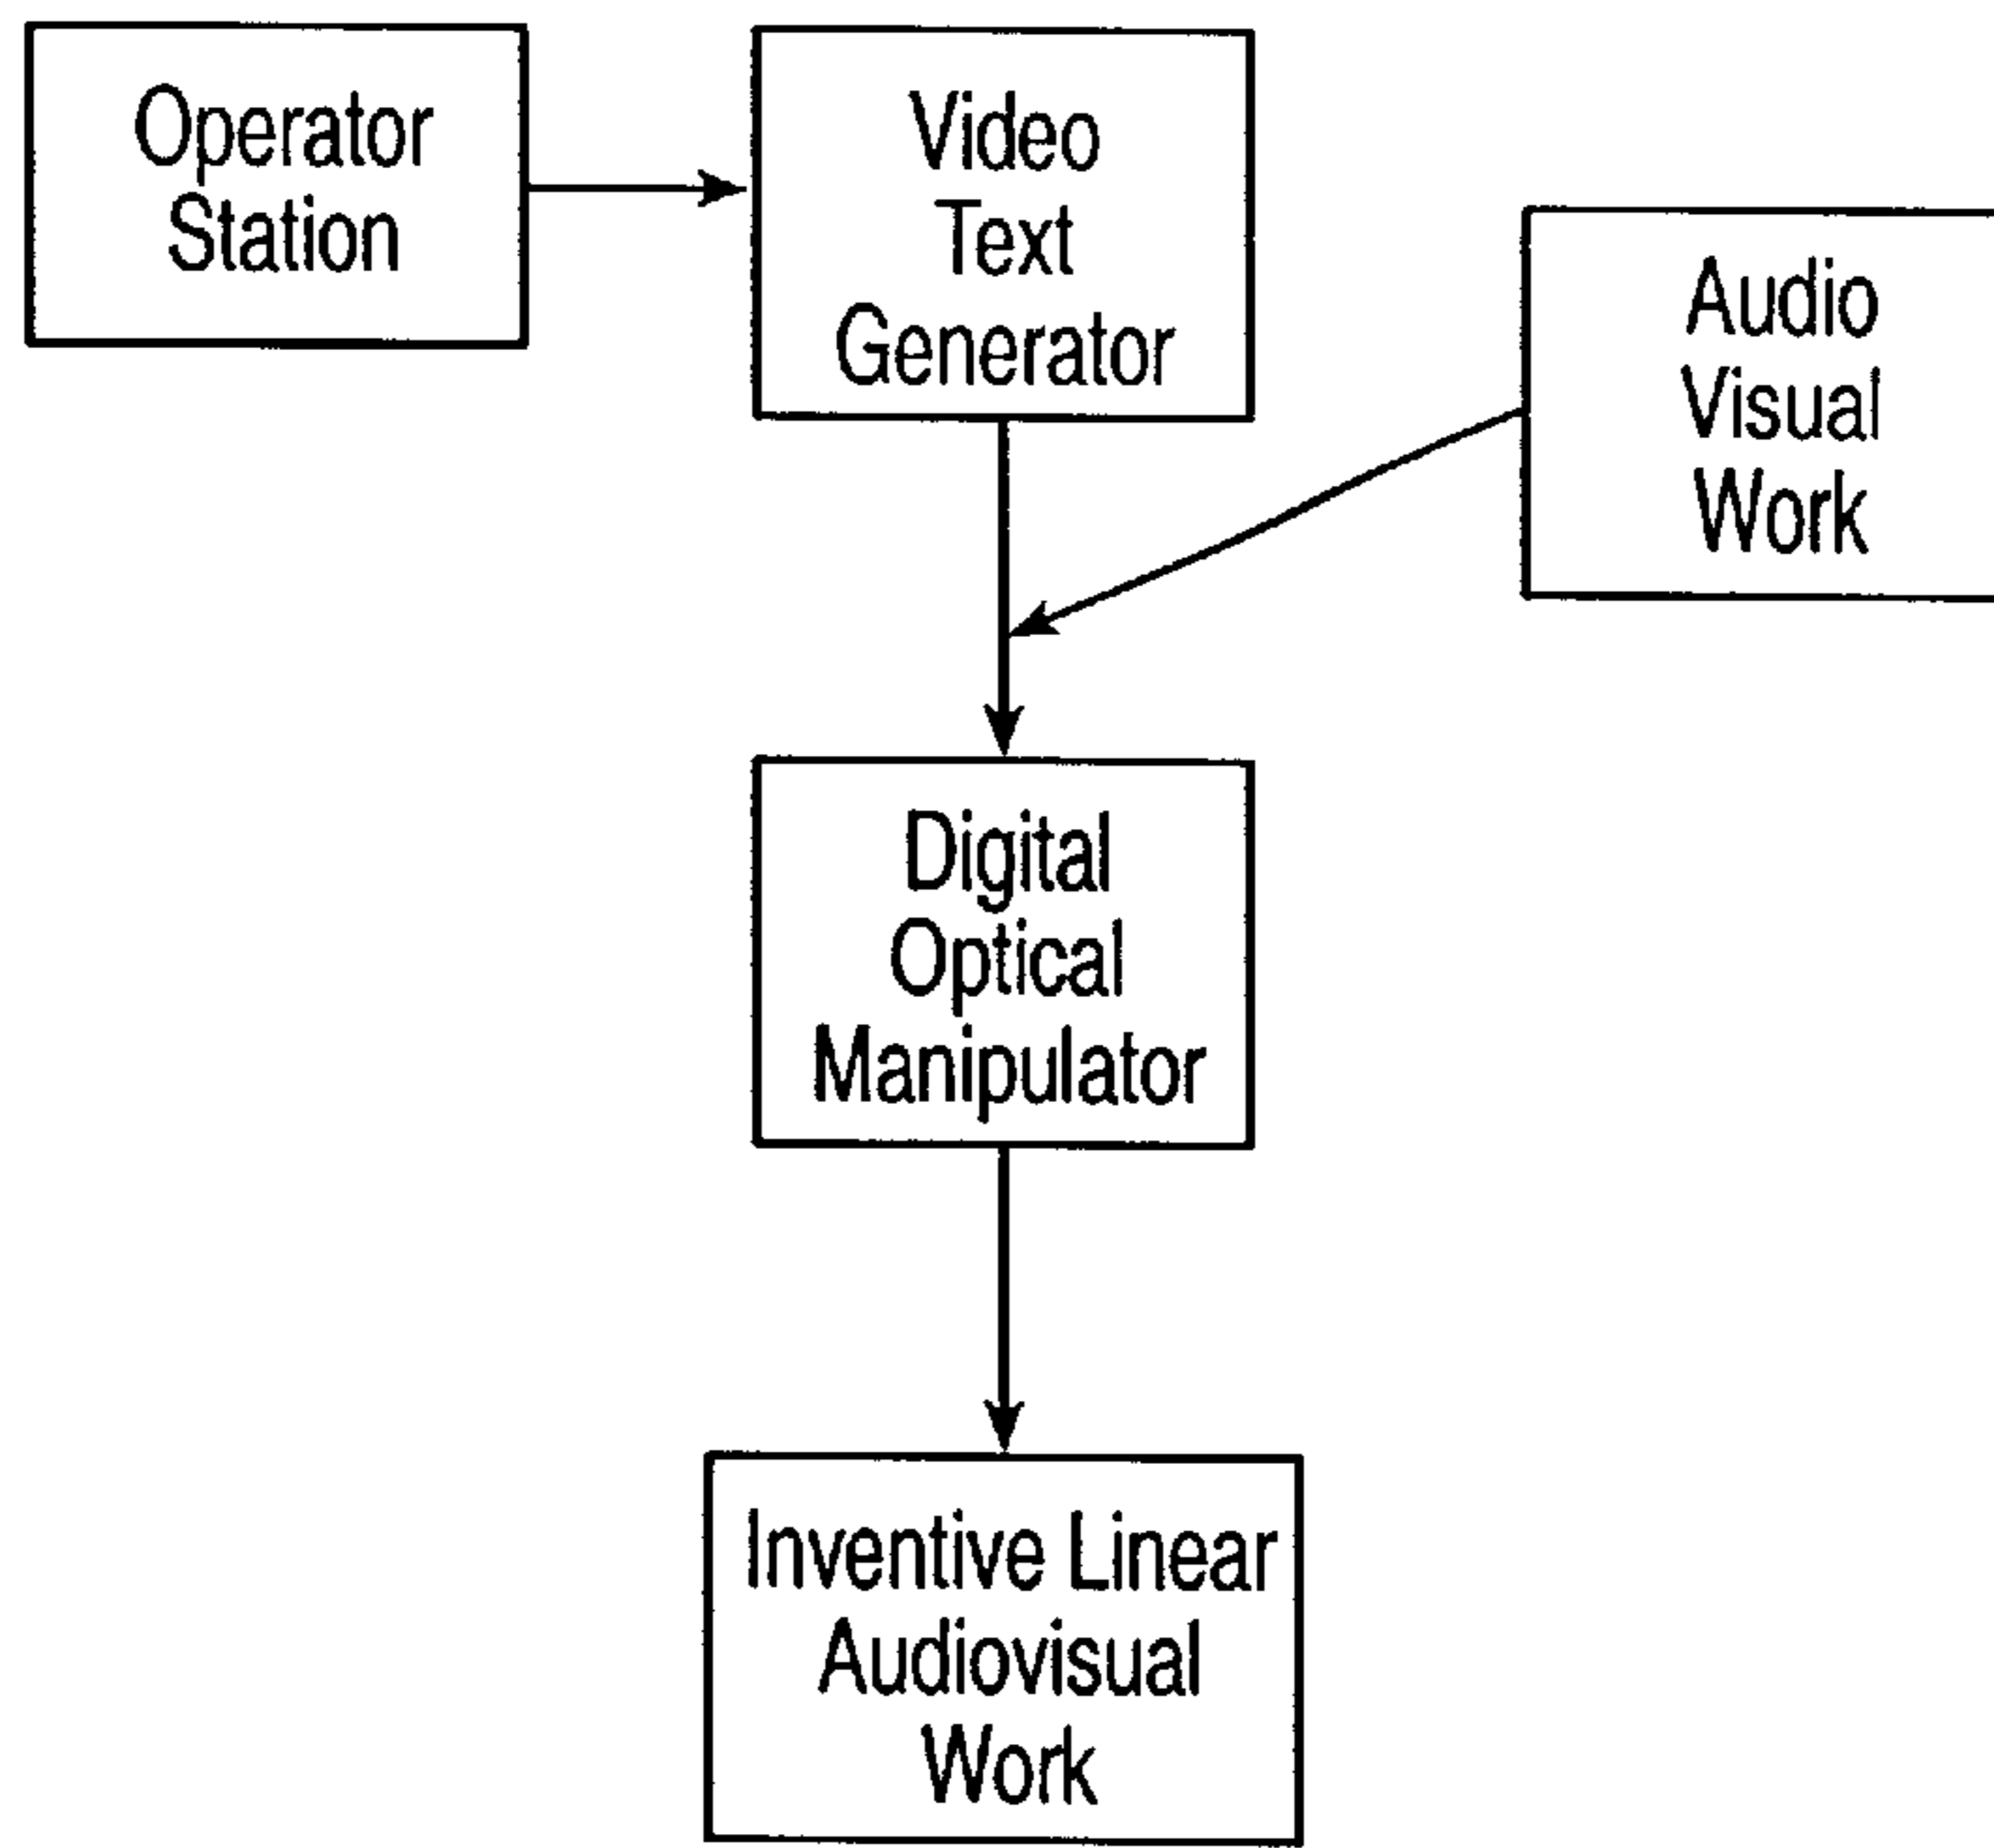 Operator
Station
Video
Text
Generator
Audio
Visual
Work
Digital
Optical
Manipulator
Inventive Linear
Audiovisual
Work